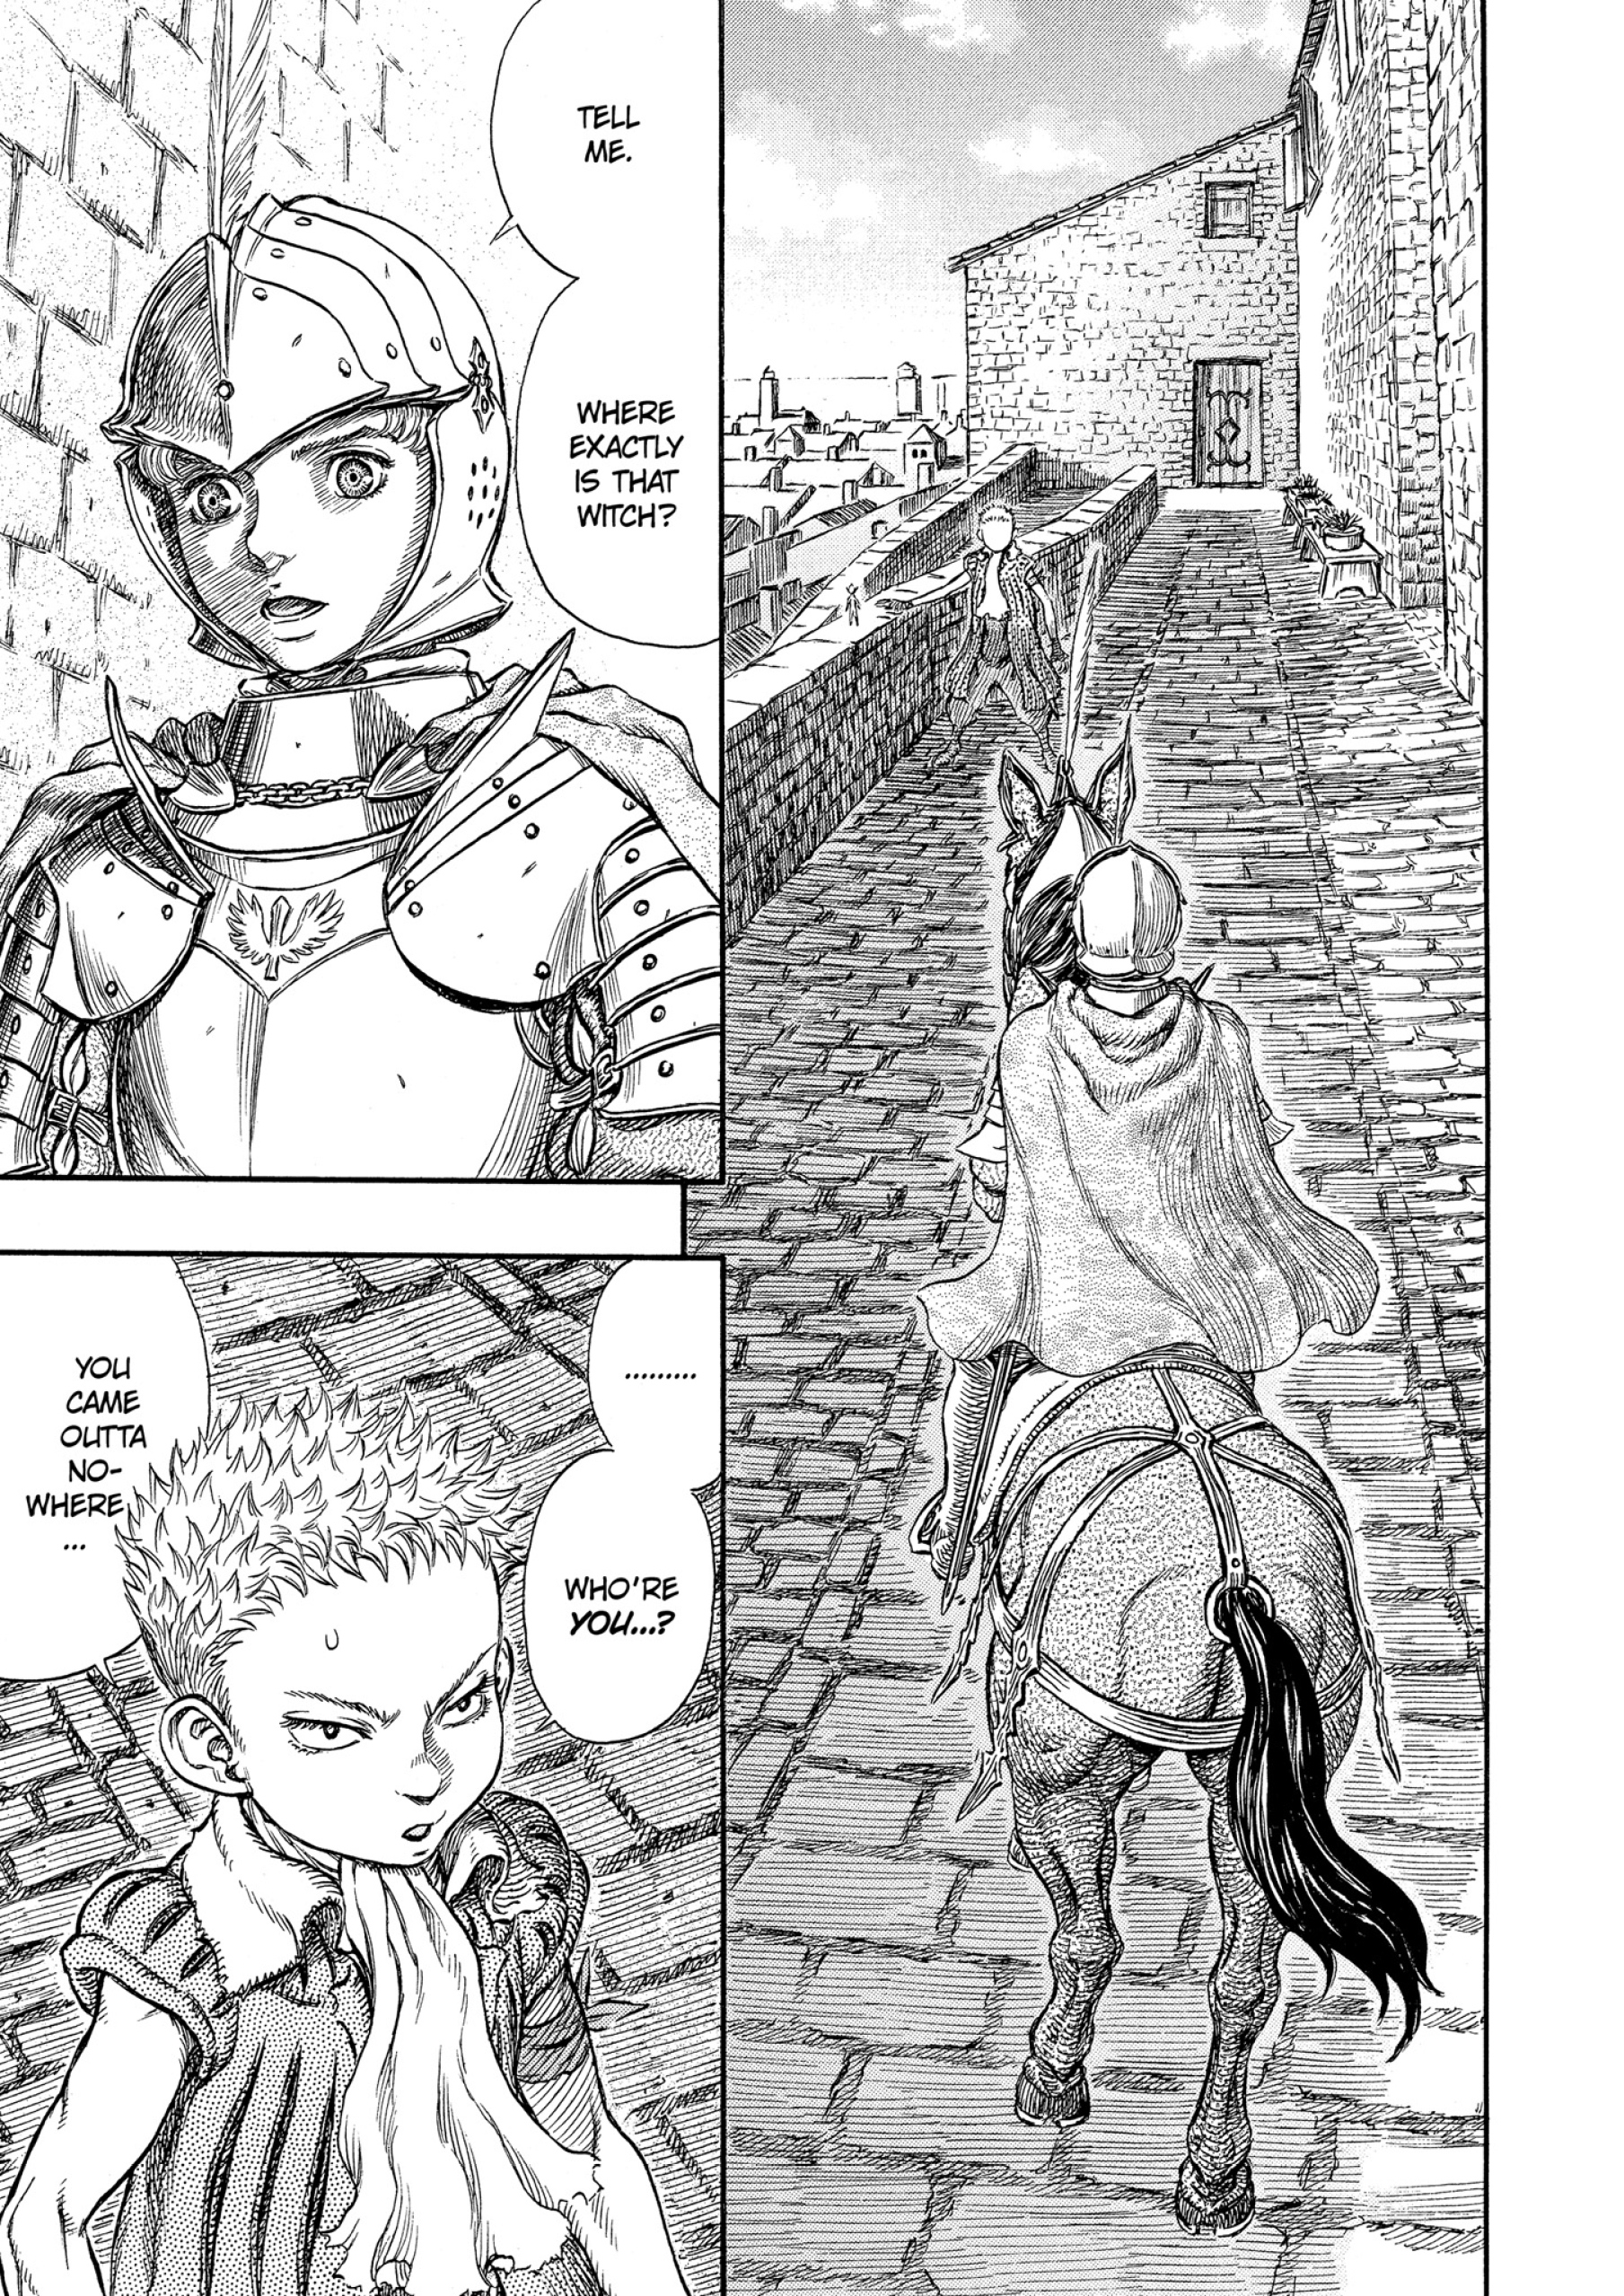 TELL
ME.
WHERE
EXACTLY
IS THAT
WITCH?
.........
WHO'RE
YOU...?
YOU
CAME
OUTTA
NO-
WHERE
...